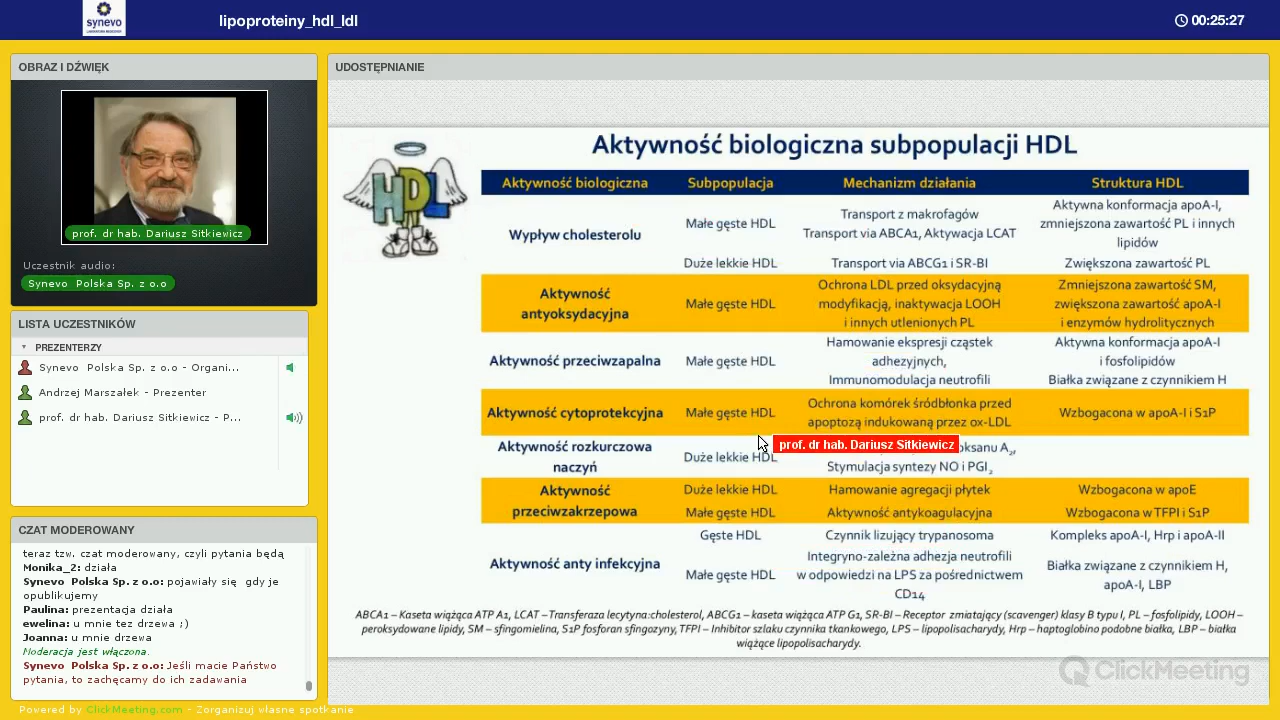 synevo
lipoproteiny_hdl_ldl
00:25:27
OBRAZ I DŹWIĘK
prof. dr hab. Dariusz Sitkiewicz
Uczestnik audio:
Synevo Polska Sp. z o.o
LISTA UCZESTNIKÓW
PREZENTERZY
Synevo Polska Sp. z o.o - Organi...
Andrzej Marszałek - Prezenter
prof. dr hab. Dariusz Sitkiewicz - P...
CZAT MODEROWANY
teraz tzw. czat moderowany, czyli pytania będą
Monika_2: działa
Synevo Polska Sp. z o.o: pojawiały się gdy je
opublikujemy
Paulina: prezentacja działa
ewelina: u mnie tez drzewa ;)
Joanna: u mnie drzewa
Moderacja jest włączona.
Synevo Polska Sp. z o.o: Jeśli macie Państwo
pytania, to zachęcamy do ich zadawania
Powered by ClickMeeting.com - Zorganizuj własne spotkanie
UDOSTĘPNIANIE
HDL
Aktywność biologiczna subpopulacji HDL
Aktywność biologiczna Subpopulacja Mechanizm działania Struktura HDL
Wypływ cholesterolu
Małe gęste HDL
Transport z makrofagów
Transport via ABCA1, Aktywacja LCAT
Aktywna konformacja apoA-I,
zmniejszona zawartość PL i innych
lipidów
Duże lekkie HDL Transport via ABCG1 i SR-BI Zwiększona zawartość PL
Aktywność
antyoksydacyjna
Małe gęste HDL
Ochrona LDL przed oksydacyjną
modyfikacją, inaktywacja LOOH
i innych utlenionych PL
Zmniejszona zawartość SM,
zwiększona zawartość apoA-I
i enzymów hydrolitycznych
Aktywność przeciwzapalna
Małe gęste HDL
Hamowanie ekspresji cząstek
adhezyjnych,
Immunomodulacja neutrofili
Aktywna konformacja apoA-I
i fosfolipidów
Białka związane z czynnikiem H
Aktywność cytoprotekcyjna
Małe gęste HDL
Ochrona komórek śródbłonka przed
apoptozą indukowaną przez ox-LDL
Wzbogacona w apoA-I i S1P
Aktywność rozkurczowa
naczyń
Duże lekkie HDL
prof. dr hab. Dariusz Sitkiewicz
oksanu A2,
Stymulacja syntezy NO i PGI2
Aktywność
przeciwzakrzepowa
Duże lekkie HDL Hamowanie agregacji płytek Wzbogacona w apoE
Małe gęste HDL Aktywność antykoagulacyjna Wzbogacona w TFPI i S1P
Aktywność anty infekcyjna
Gęste HDL Czynnik lizujący trypanosoma Kompleks apoA-I, Hrp i apoA-II
Małe gęste HDL
Integryno-zależna adhezja neutrofili
w odpowiedzi na LPS za pośrednictwem
CD14
Białka związane z czynnikiem H,
apoA-I, LBP
ABCA1 – Kaseta wiążąca ATP A1, LCAT – Transferaza lecytyna:cholesterol, ABCG1 – kaseta wiążąca ATP G1, SR-BI – Receptor zmiatający (scavenger) klasy B typu I, PL – fosfolipidy, LOOH –
peroksydowane lipidy, SM – sfingomielina, S1P fosforan sfingozyny, TFPI – Inhibitor szlaku czynnika tkankowego, LPS – lipopolisacharydy, Hrp – haptoglobino podobne białka, LBP – białka
wiążące lipopolisacharydy.
ClickMeeting